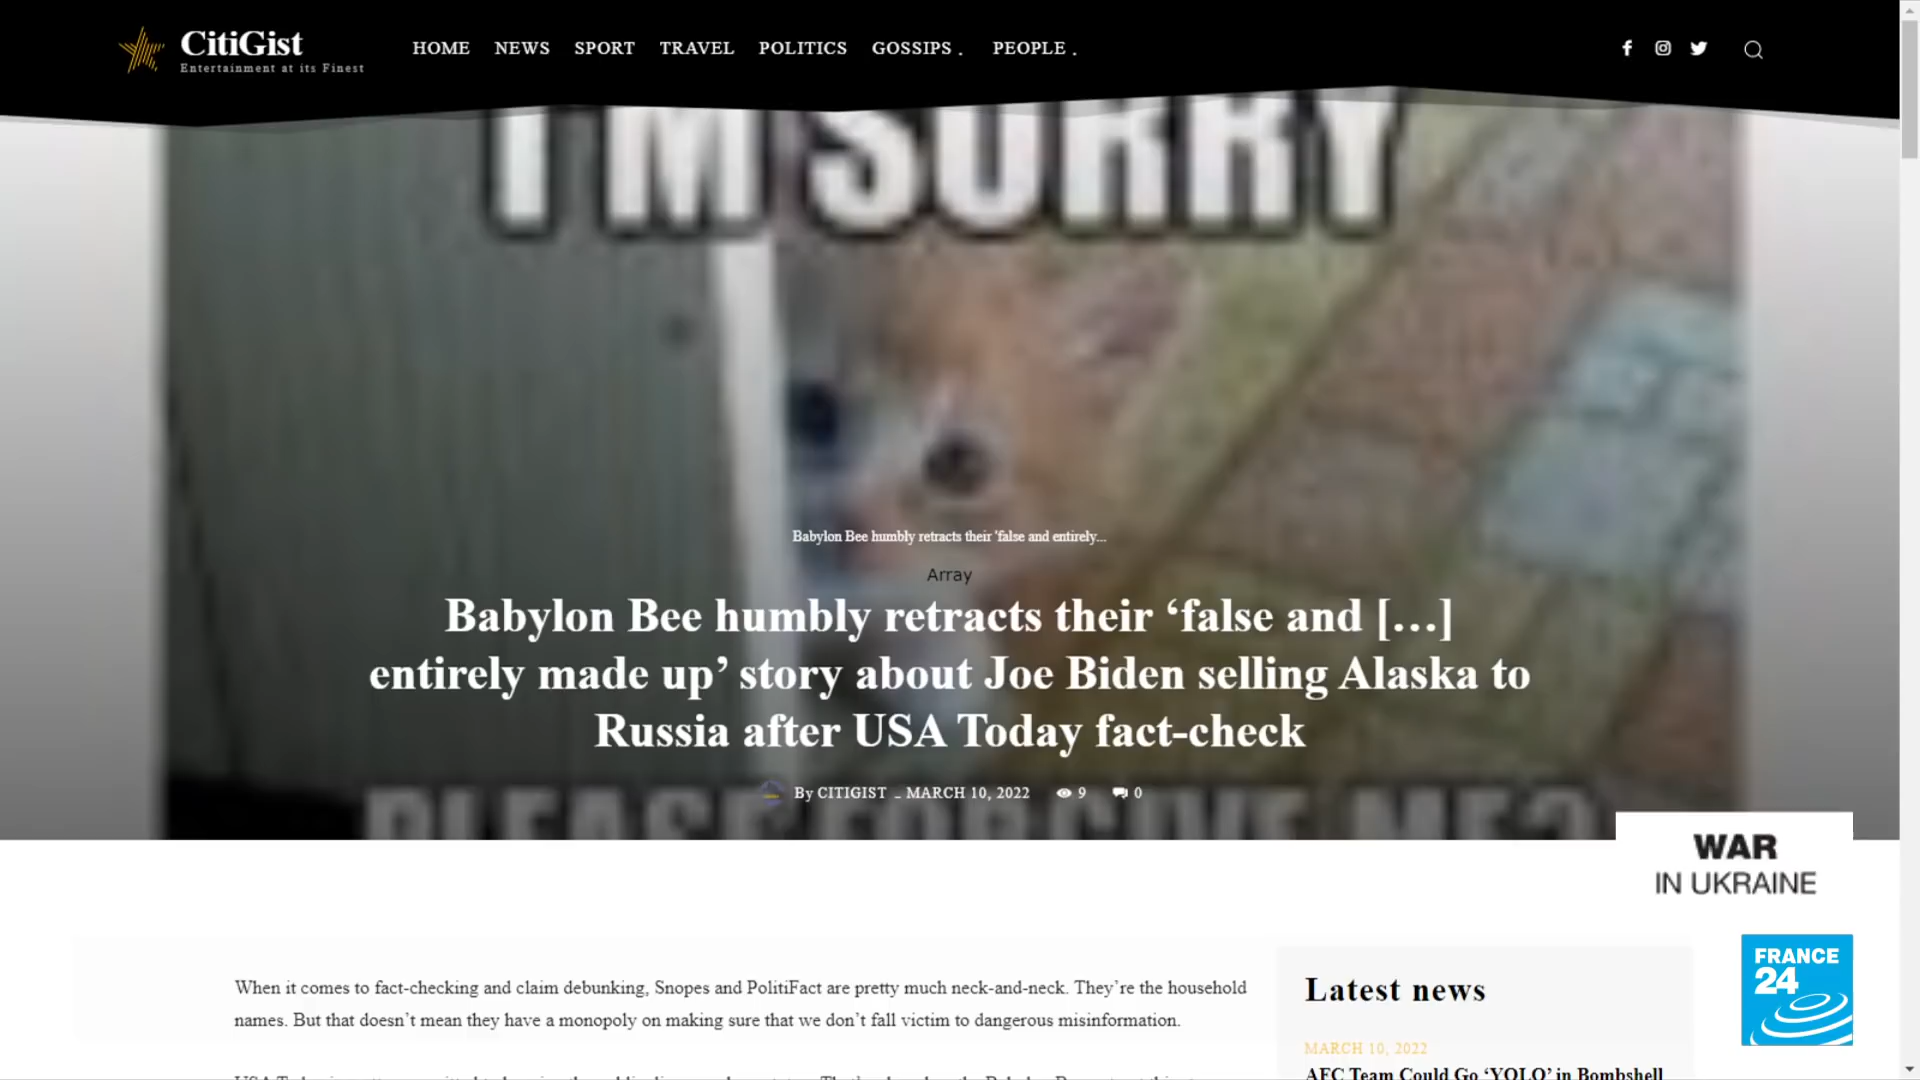 CitiGist
Entertainment at its Finest
HOME NEWS SPORT TRAVEL POLITICS GOSSIPS . PEOPLE .
I'M SORRY
Babylon Bee humbly retracts their 'false and entirely...
Array
Babylon Bee humbly retracts their ‘false and […]
entirely made up’ story about Joe Biden selling Alaska to
Russia after USA Today fact-check
By CITIGIST _ MARCH 10, 2022 9 0
PLEASE FORGIVE ME?
WAR
IN UKRAINE
When it comes to fact-checking and claim debunking, Snopes and PolitiFact are pretty much neck-and-neck. They’re the household
names. But that doesn’t mean they have a monopoly on making sure that we don’t fall victim to dangerous misinformation.
Latest news
MARCH 10, 2022
AFC Team Could Go ‘YOLO’ in Bombshell
FRANCE
24